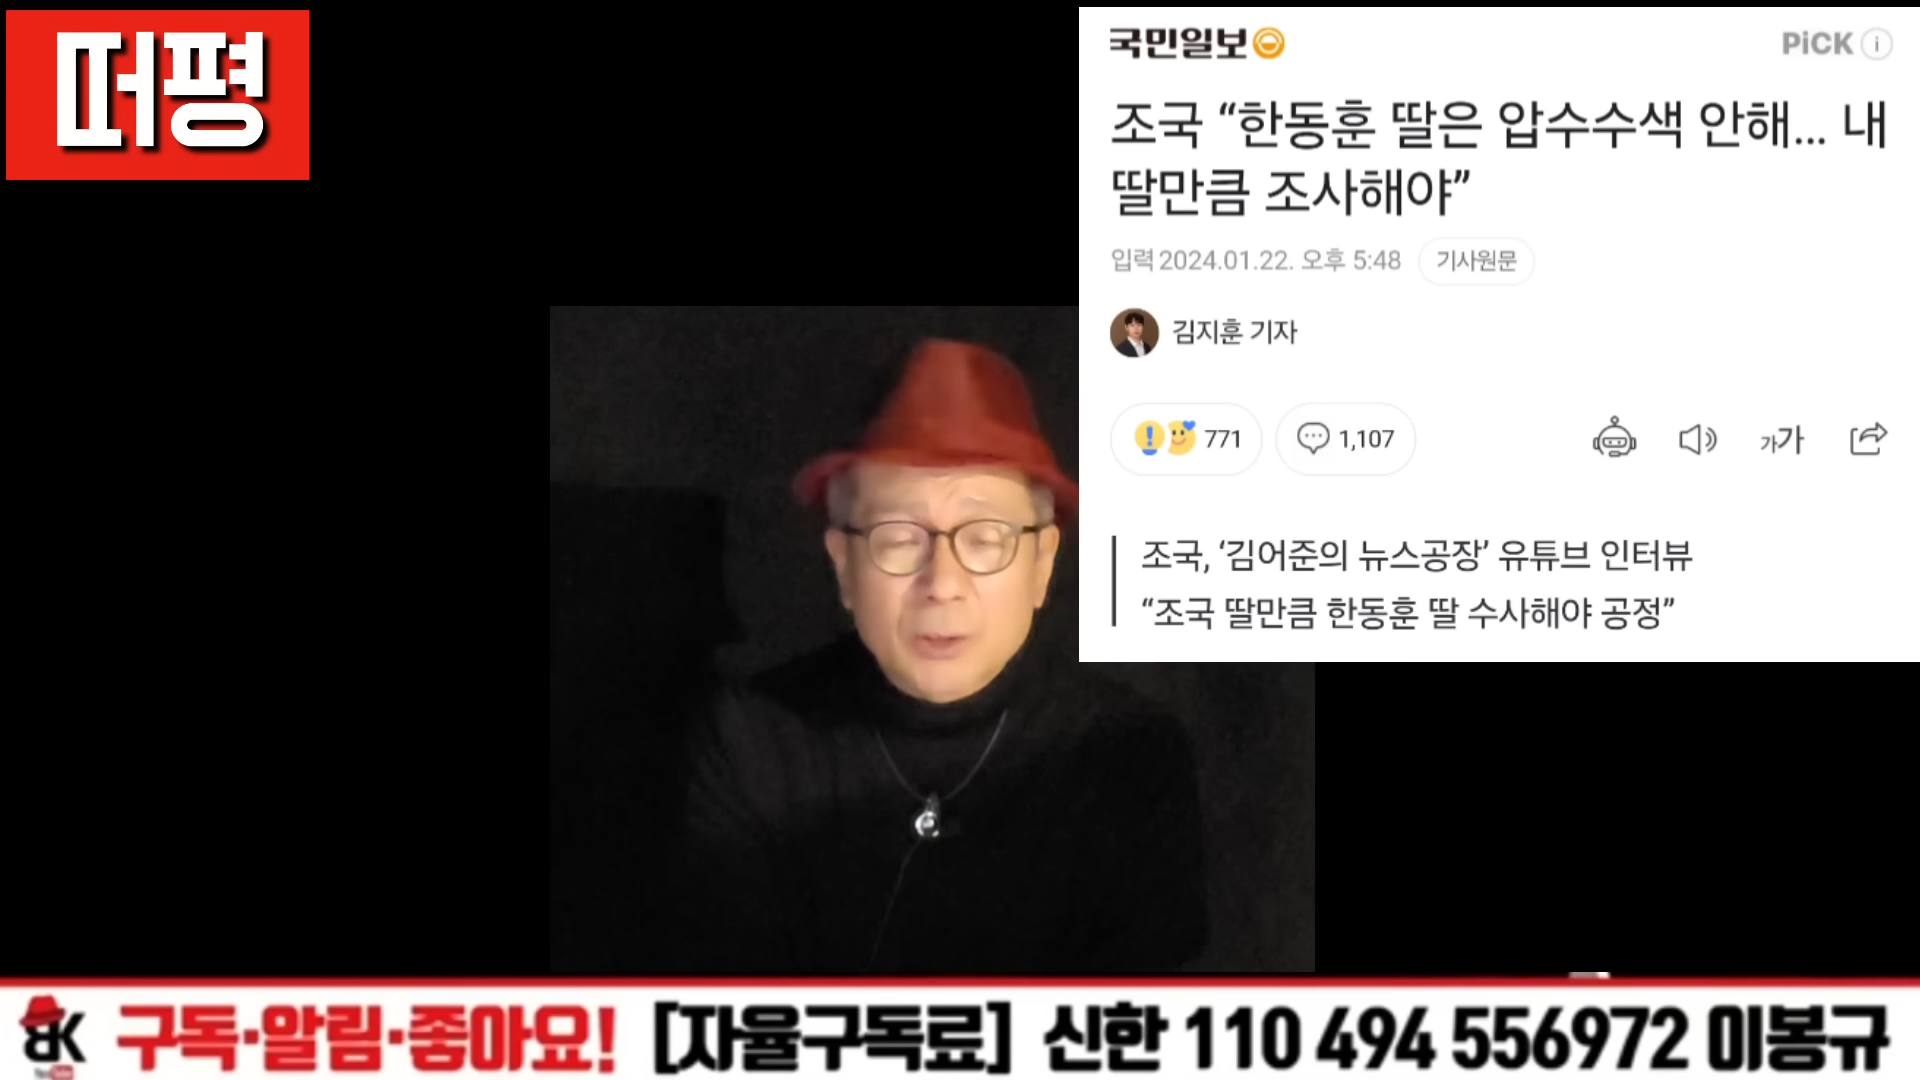 떠평
국민일보
PiCK i
조국 “한동훈 딸은 압수수색 안해... 내
딸만큼 조사해야”
입력 2024.01.22. 오후 5:48 기사원문
김지훈 기자
771 1,107 가가
조국, ‘김어준의 뉴스공장’ 유튜브 인터뷰
“조국 딸만큼 한동훈 딸 수사해야 공정”
BK 구독·알림·좋아요! [자율구독료] 신한 110 494 556972 이봉규